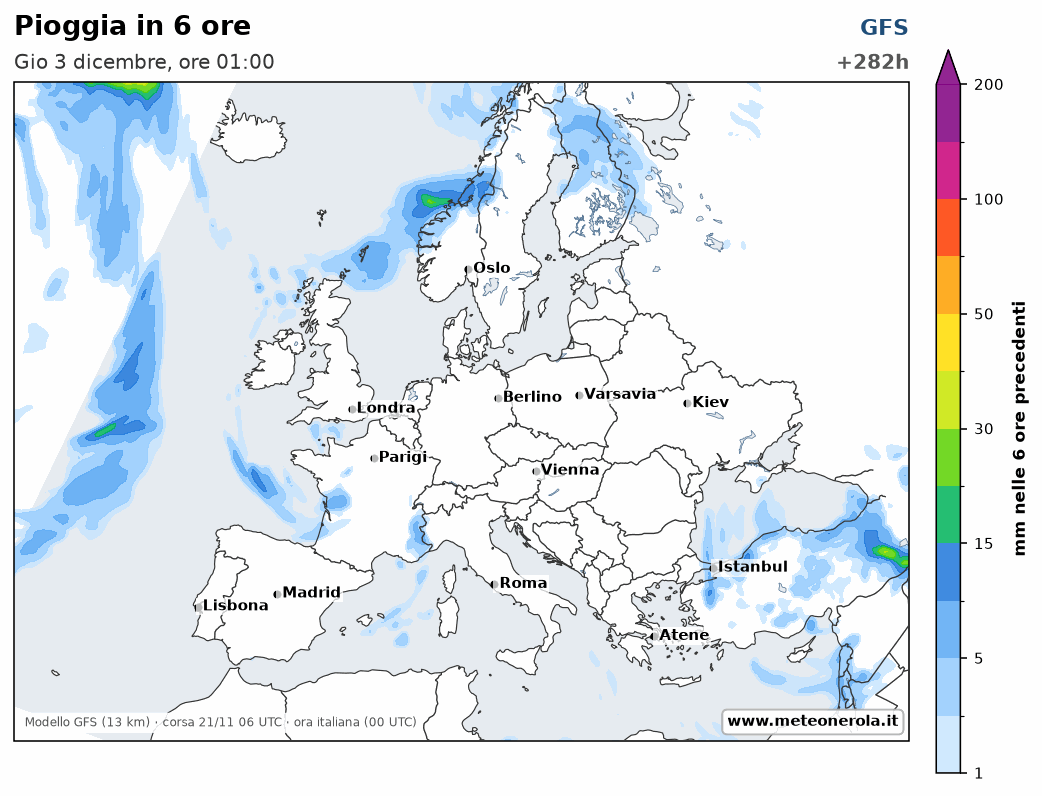 Pioggia in 6 ore
GFS
Gio 3 dicembre, ore 01:00
+282h
200
100
50
30
15
5
1
mm nelle 6 ore precedenti
Oslo
Berlino
Varsavia
Kiev
Londra
Parigi
Vienna
Istanbul
Roma
Madrid
Lisbona
Atene
Modello GFS (13 km) · corsa 21/11 06 UTC · ora italiana (00 UTC)
www.meteonerola.it